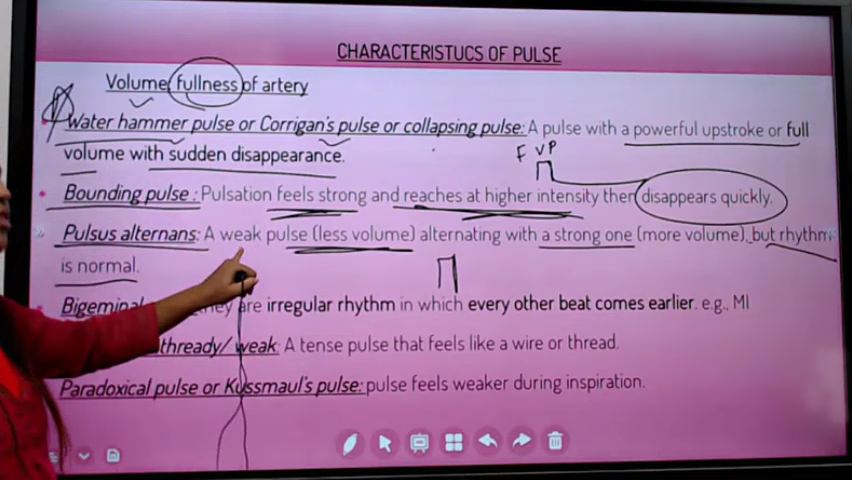 CHARACTERISTUCS OF PULSE
Volume fullness of artery
Water hammer pulse or Corrigan's pulse or collapsing pulse: A pulse with a powerful upstroke or full
volume with sudden disappearance.
F V P
Bounding pulse : Pulsation feels strong and reaches at higher intensity then disappears quickly.
Pulsus alternans: A weak pulse (less volume) alternating with a strong one (more volume), but rhythm
is normal.
Bigeminal are irregular rhythm in which every other beat comes earlier. e.g., MI
thready/ weak: A tense pulse that feels like a wire or thread.
Paradoxical pulse or Kussmaul's pulse: pulse feels weaker during inspiration.